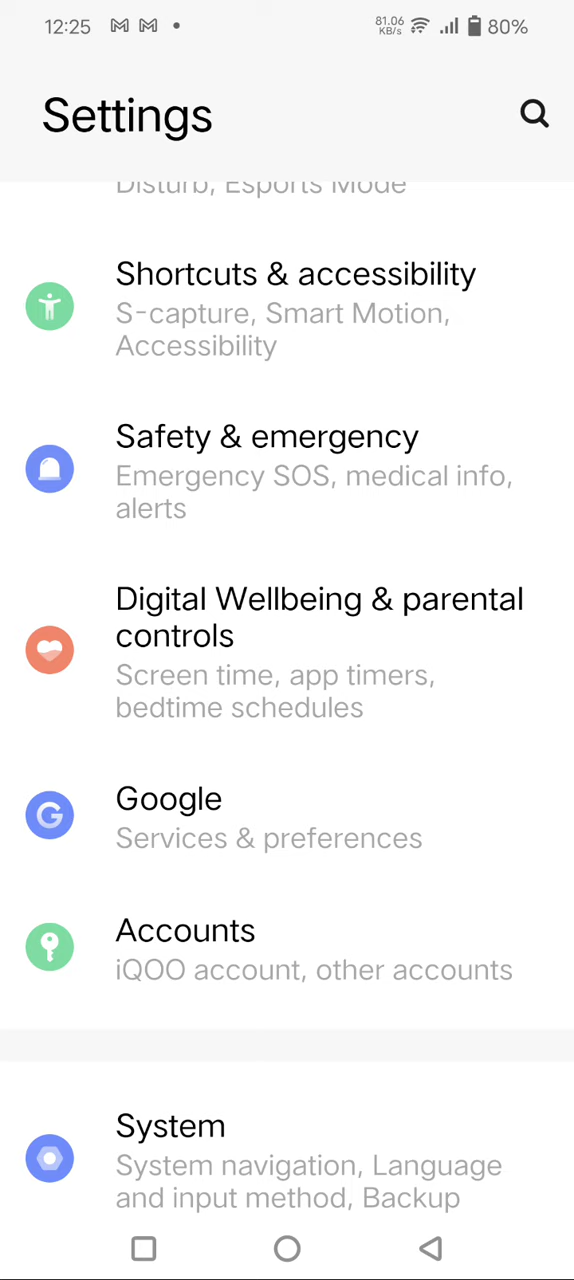 12:25
81.06
KB/s
80%
Settings
Disturb, Esports Mode
Shortcuts & accessibility
S-capture, Smart Motion,
Accessibility
Safety & emergency
Emergency SOS, medical info,
alerts
Digital Wellbeing & parental
controls
Screen time, app timers,
bedtime schedules
Google
Services & preferences
Accounts
iQOO account, other accounts
System
System navigation, Language
and input method, Backup